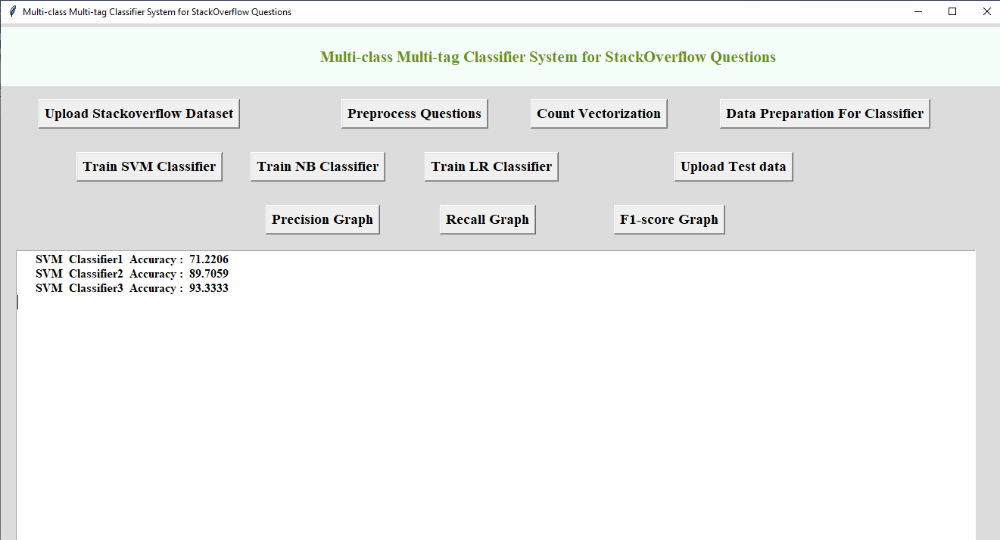 Multi-class Multi-tag Classifier System for StackOverflow Questions
Multi-class Multi-tag Classifier System for StackOverflow Questions
Upload Stackoverflow Dataset
Preprocess Questions
Count Vectorization
Data Preparation For Classifier
Train SVM Classifier
Train NB Classifier
Train LR Classifier
Upload Test data
Precision Graph
Recall Graph
F1-score Graph
SVM Classifier1 Accuracy : 71.2206
SVM Classifier2 Accuracy : 89.7059
SVM Classifier3 Accuracy : 93.3333